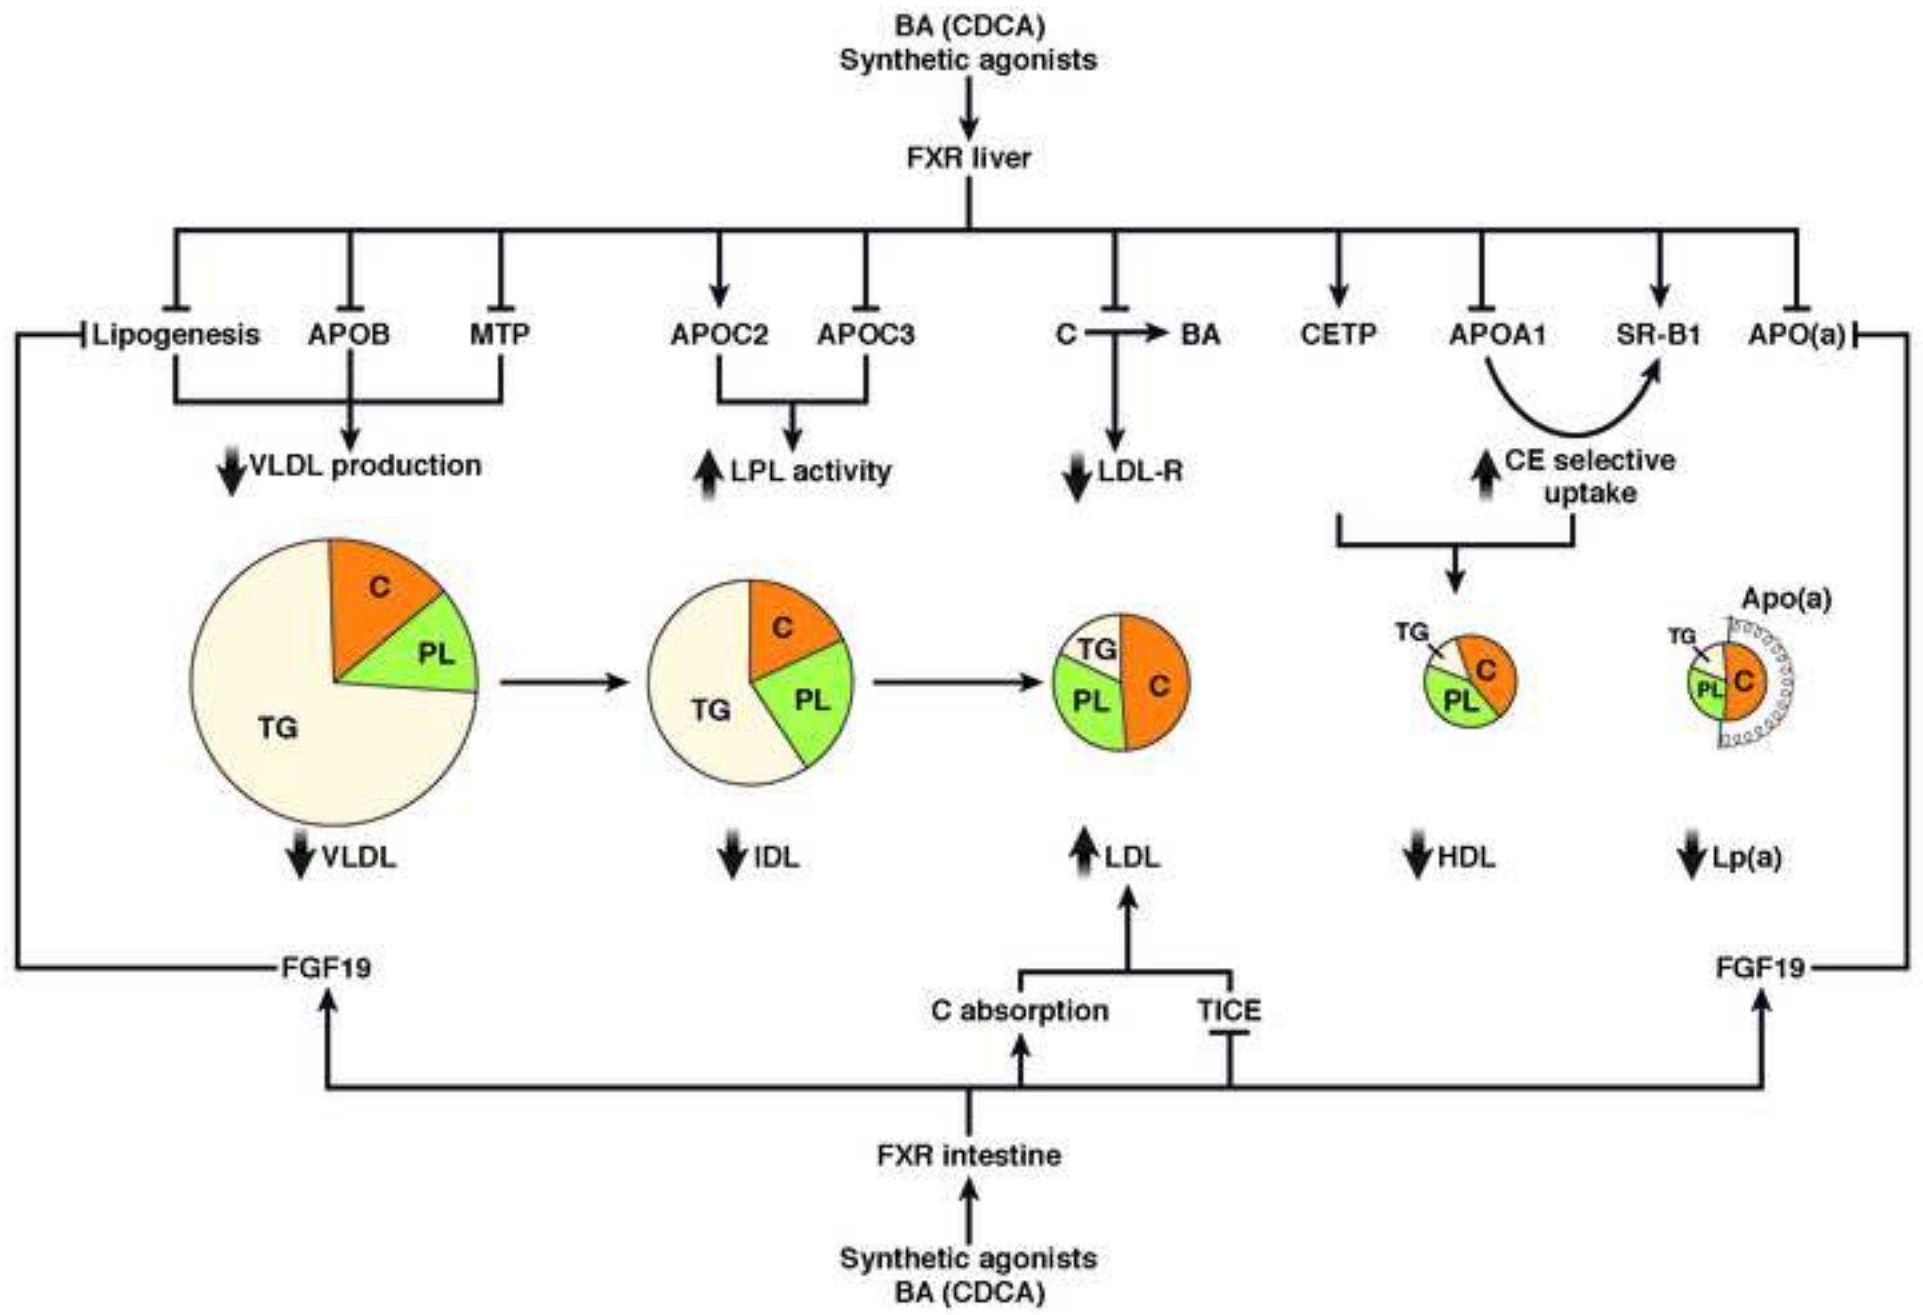 BA (CDCA)
Synthetic agonists
FXR liver
Lipogenesis APOB MTP APOC2 APOC3 C BA CETP APOA1 SR-B1 APO(a)
VLDL production LPL activity LDL-R CE selective
uptake
C PL TG
C PL TG
TG C PL
TG C PL
Apo(a)
TG C PL
VLDL IDL LDL HDL Lp(a)
FGF19 FGF19
C absorption TICE
FXR intestine
Synthetic agonists
BA (CDCA)